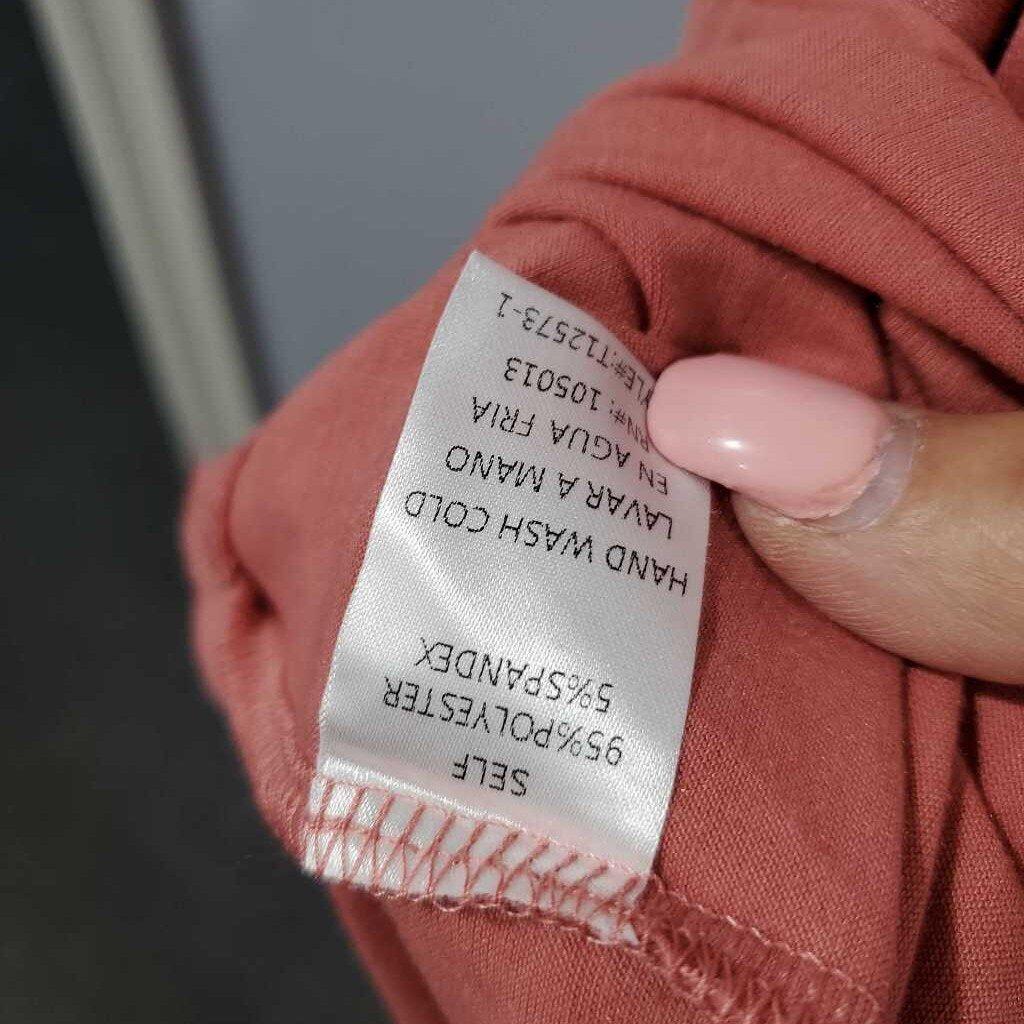 SELF
95%POLYESTER
5%SPANDEX
HAND WASH COLD
LAVAR A MANO
EN AGUA FRIA
RN#: 105013
YLE#:T12573-1